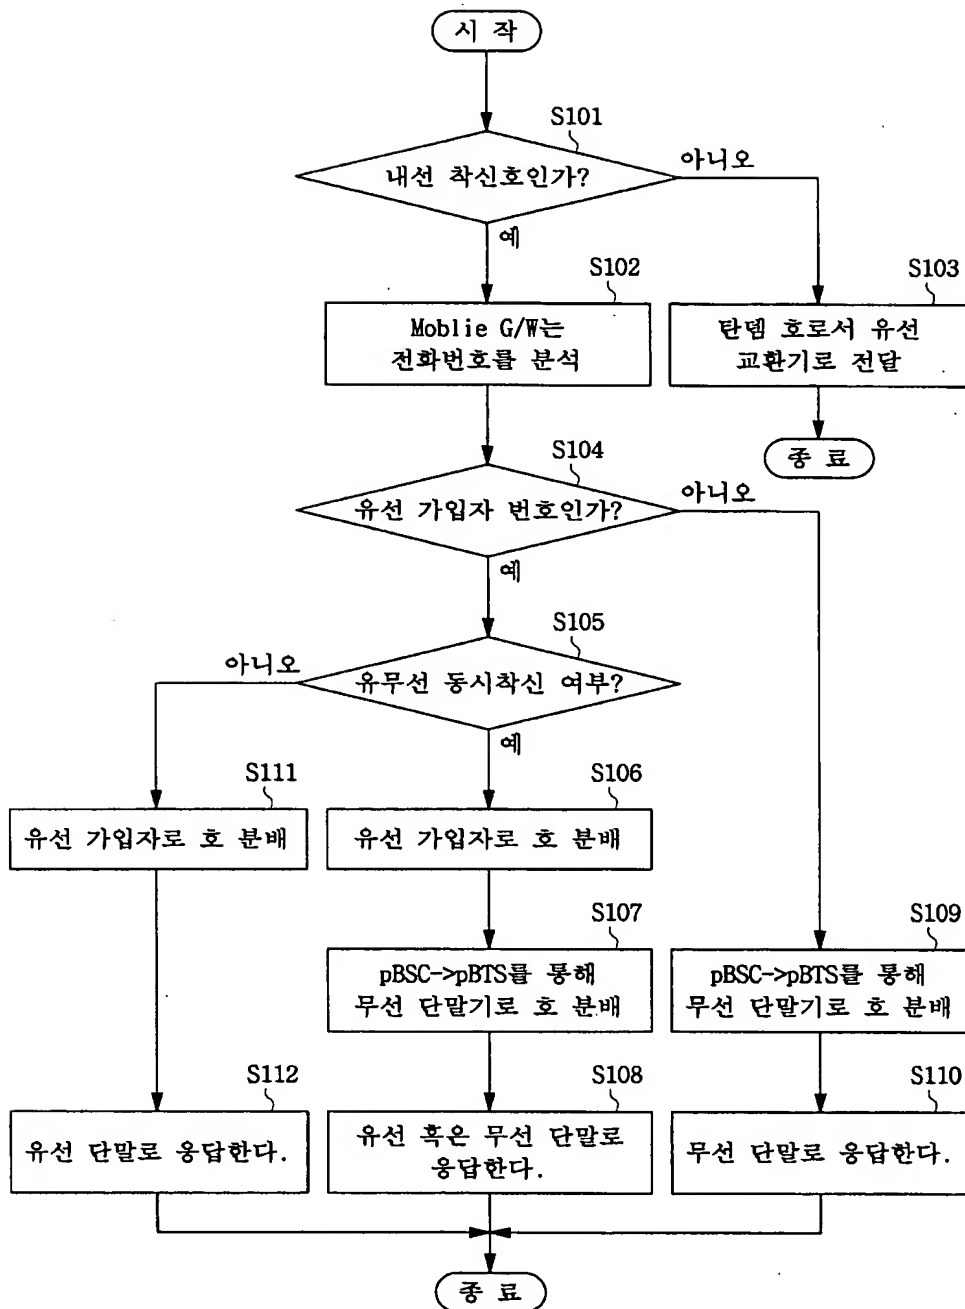 시 작
S101
내선 착신호인가?
아니오
예
S102
Moblie G/W는
전화번호를 분석
S103
탄뎀 호로서 유선
교환기로 전달
종 료
S104
유선 가입자 번호인가?
아니오
예
S105
유무선 동시착신 여부?
아니오
예
S111
유선 가입자로 호 분배
S106
유선 가입자로 호 분배
S107
pBSC->pBTS를 통해
무선 단말기로 호 분배
S109
pBSC->pBTS를 통해
무선 단말기로 호 분배
S112
유선 단말로 응답한다.
S108
유선 혹은 무선 단말로
응답한다.
S110
무선 단말로 응답한다.
종 료